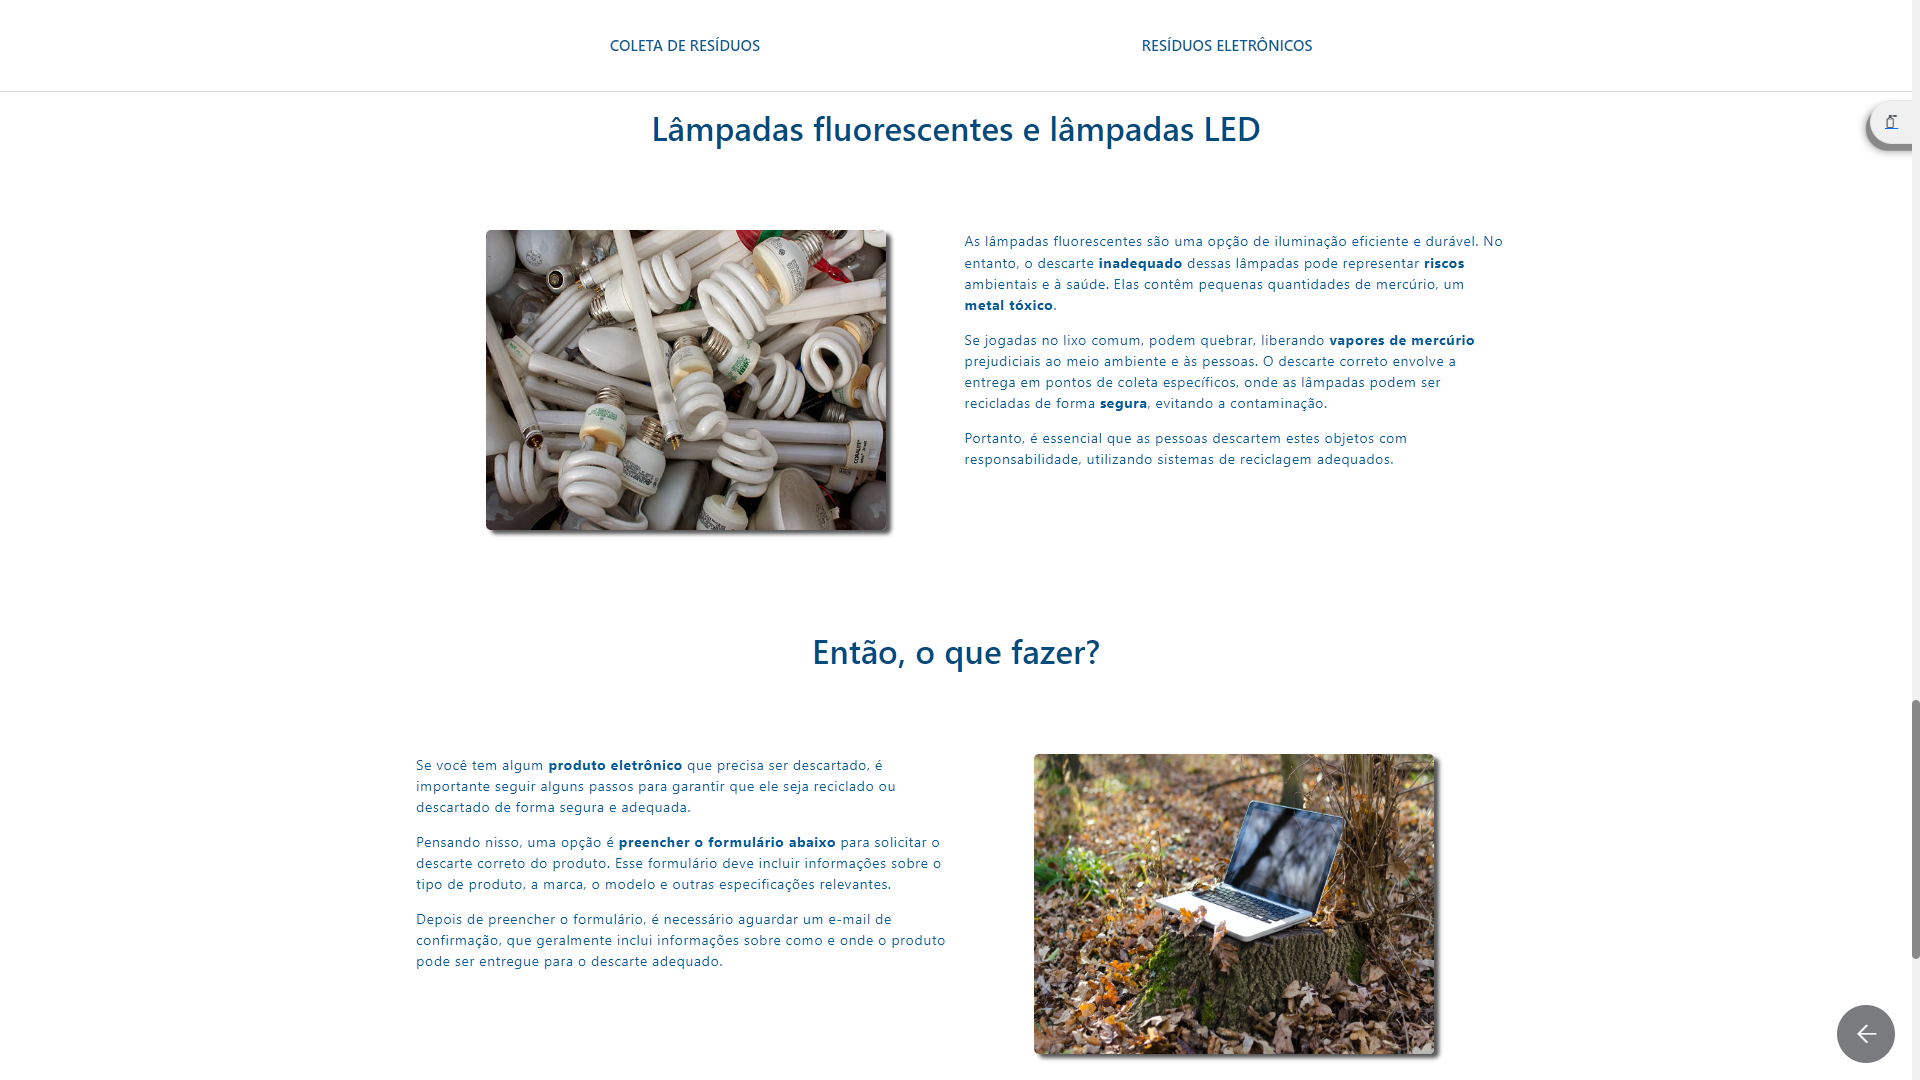 COLETA DE RESÍDUOS
RESÍDUOS ELETRÔNICOS
Lâmpadas fluorescentes e lâmpadas LED
As lâmpadas fluorescentes são uma opção de iluminação eficiente e durável. No
entanto, o descarte inadequado dessas lâmpadas pode representar riscos
ambientais e à saúde. Elas contêm pequenas quantidades de mercúrio, um
metal tóxico.
Se jogadas no lixo comum, podem quebrar, liberando vapores de mercúrio
prejudiciais ao meio ambiente e às pessoas. O descarte correto envolve a
entrega em pontos de coleta específicos, onde as lâmpadas podem ser
recicladas de forma segura, evitando a contaminação.
Portanto, é essencial que as pessoas descartem estes objetos com
responsabilidade, utilizando sistemas de reciclagem adequados.
Então, o que fazer?
Se você tem algum produto eletrônico que precisa ser descartado, é
importante seguir alguns passos para garantir que ele seja reciclado ou
descartado de forma segura e adequada.
Pensando nisso, uma opção é preencher o formulário abaixo para solicitar o
descarte correto do produto. Esse formulário deve incluir informações sobre o
tipo de produto, a marca, o modelo e outras especificações relevantes.
Depois de preencher o formulário, é necessário aguardar um e-mail de
confirmação, que geralmente inclui informações sobre como e onde o produto
pode ser entregue para o descarte adequado.